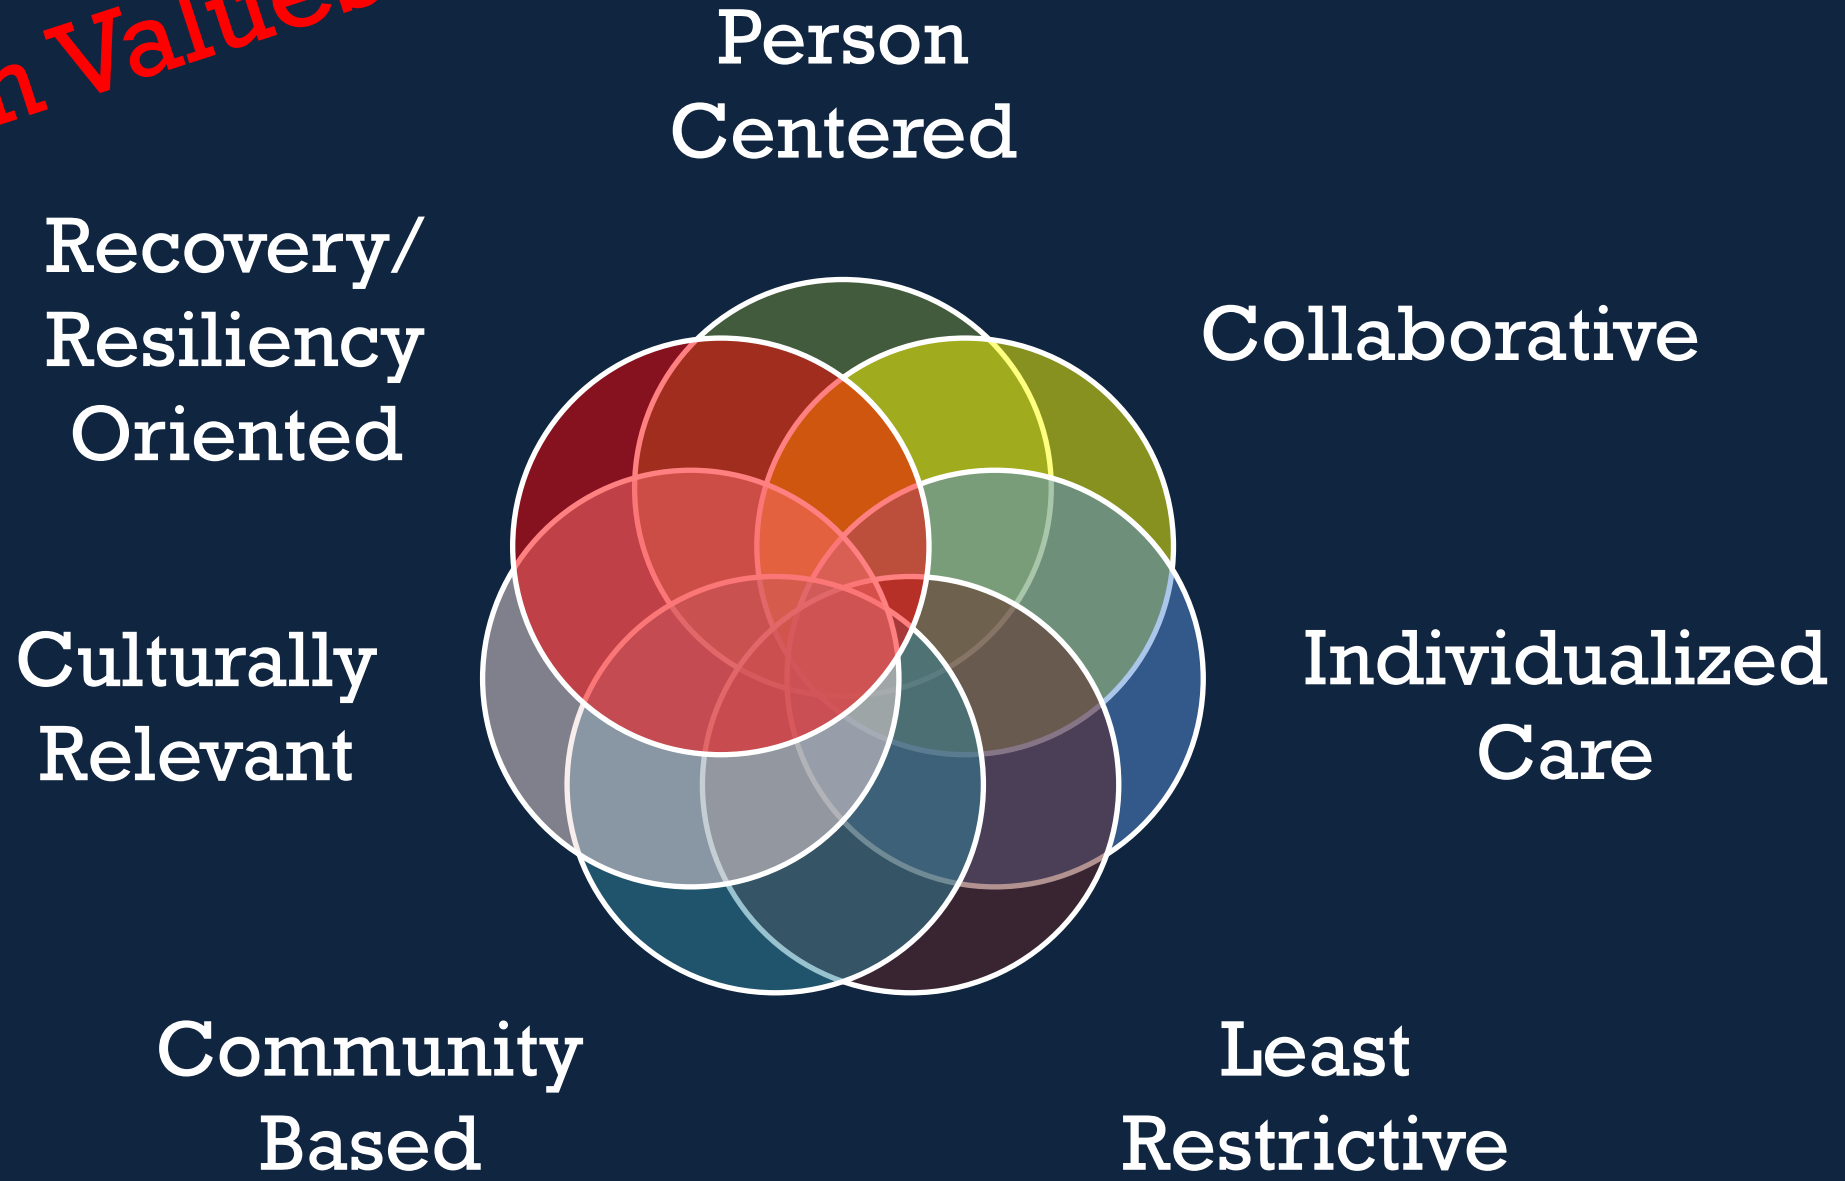 Values
Person
Centered
Collaborative
Individualized
Care
Least
Restrictive
Community
Based
Culturally
Relevant
Recovery/
Resiliency
Oriented